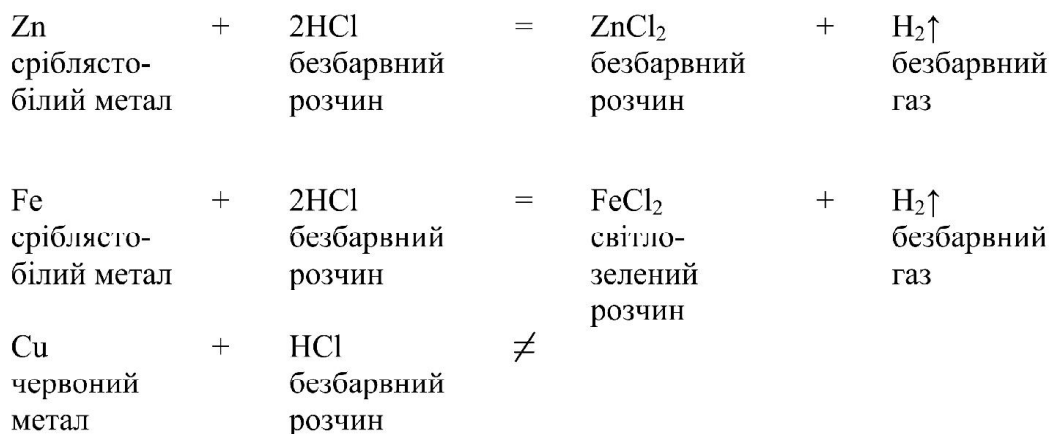 Zn + 2HCl = ZnCl₂ + H₂↑
сріблясто- безбарвний безбарвний безбарвний
білий метал розчин розчин газ
Fe + 2HCl = FeCl₂ + H₂↑
сріблясто- безбарвний світло- безбарвний
білий метал розчин зелений газ
розчин
Cu + HCl ≠
червоний безбарвний
метал розчин